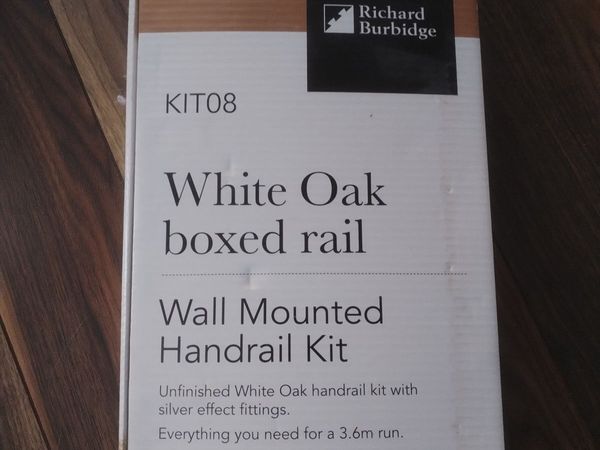 Richard
Burbidge
KIT08
White Oak
boxed rail
Wall Mounted
Handrail Kit
Unfinished White Oak handrail kit with
silver effect fittings.
Everything you need for a 3.6m run.